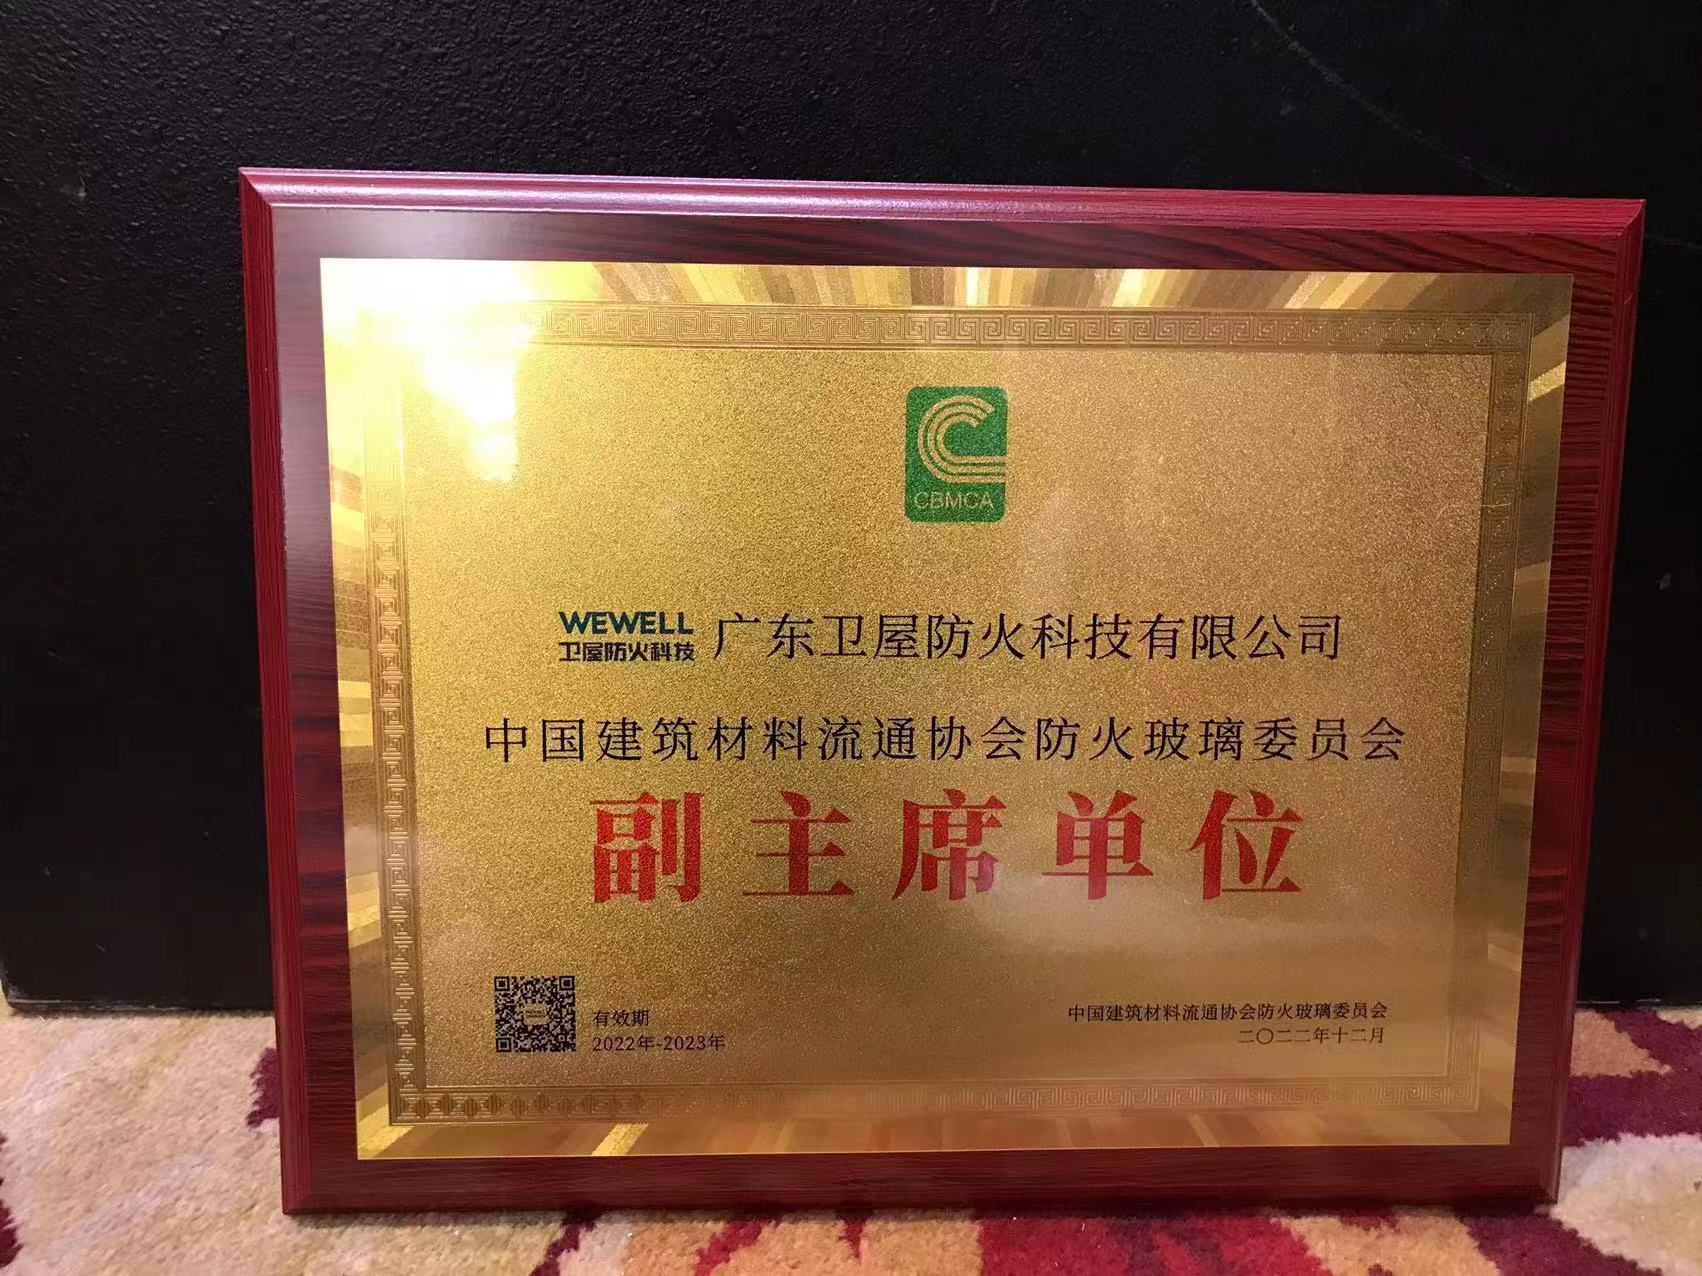 CBMCA
WEWELL
卫屋防火科技
广东卫屋防火科技有限公司
中国建筑材料流通协会防火玻璃委员会
副主席单位
有效期
2022年-2023年
中国建筑材料流通协会防火玻璃委员会
二〇二二年十二月